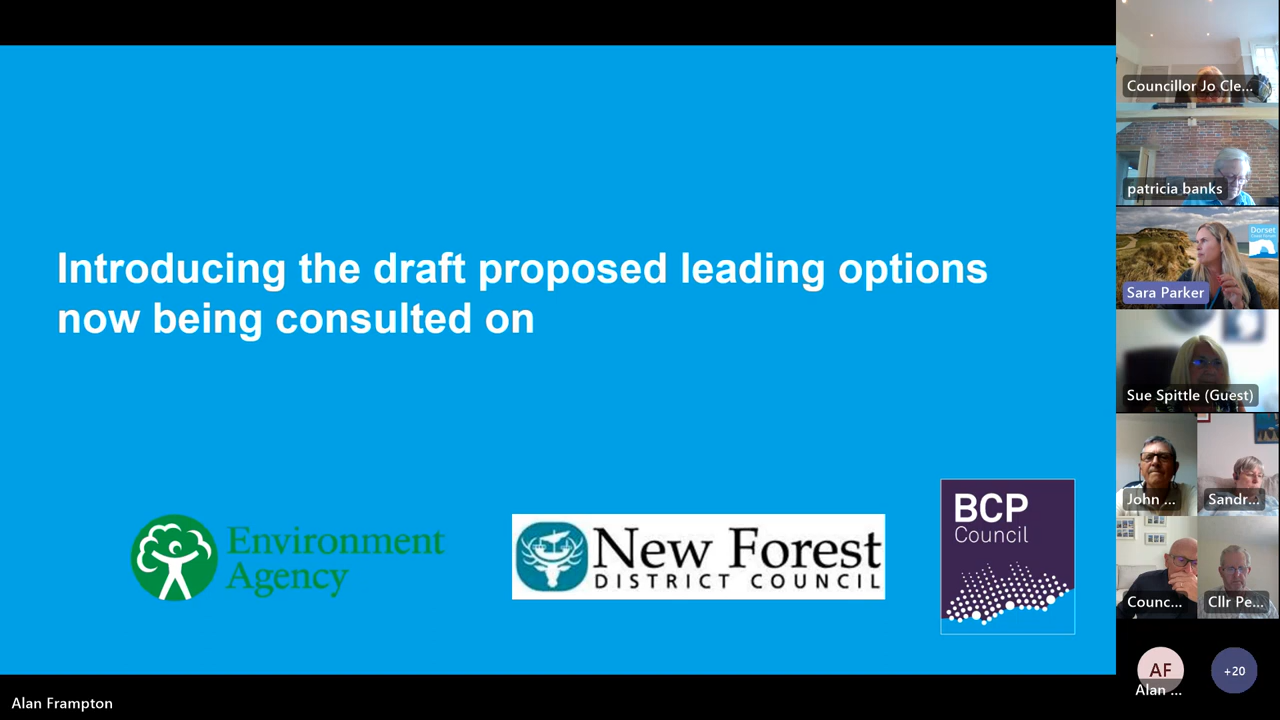 Introducing the draft proposed leading options
now being consulted on
Environment
Agency
New Forest
DISTRICT COUNCIL
BCP
Council
Alan Frampton
Councillor Jo Cle...
patricia banks
Dorset
Sara Parker
Sue Spittle (Guest)
John ...
Sandr...
Counc...
Cllr Pe...
AF
Alan ...
+20